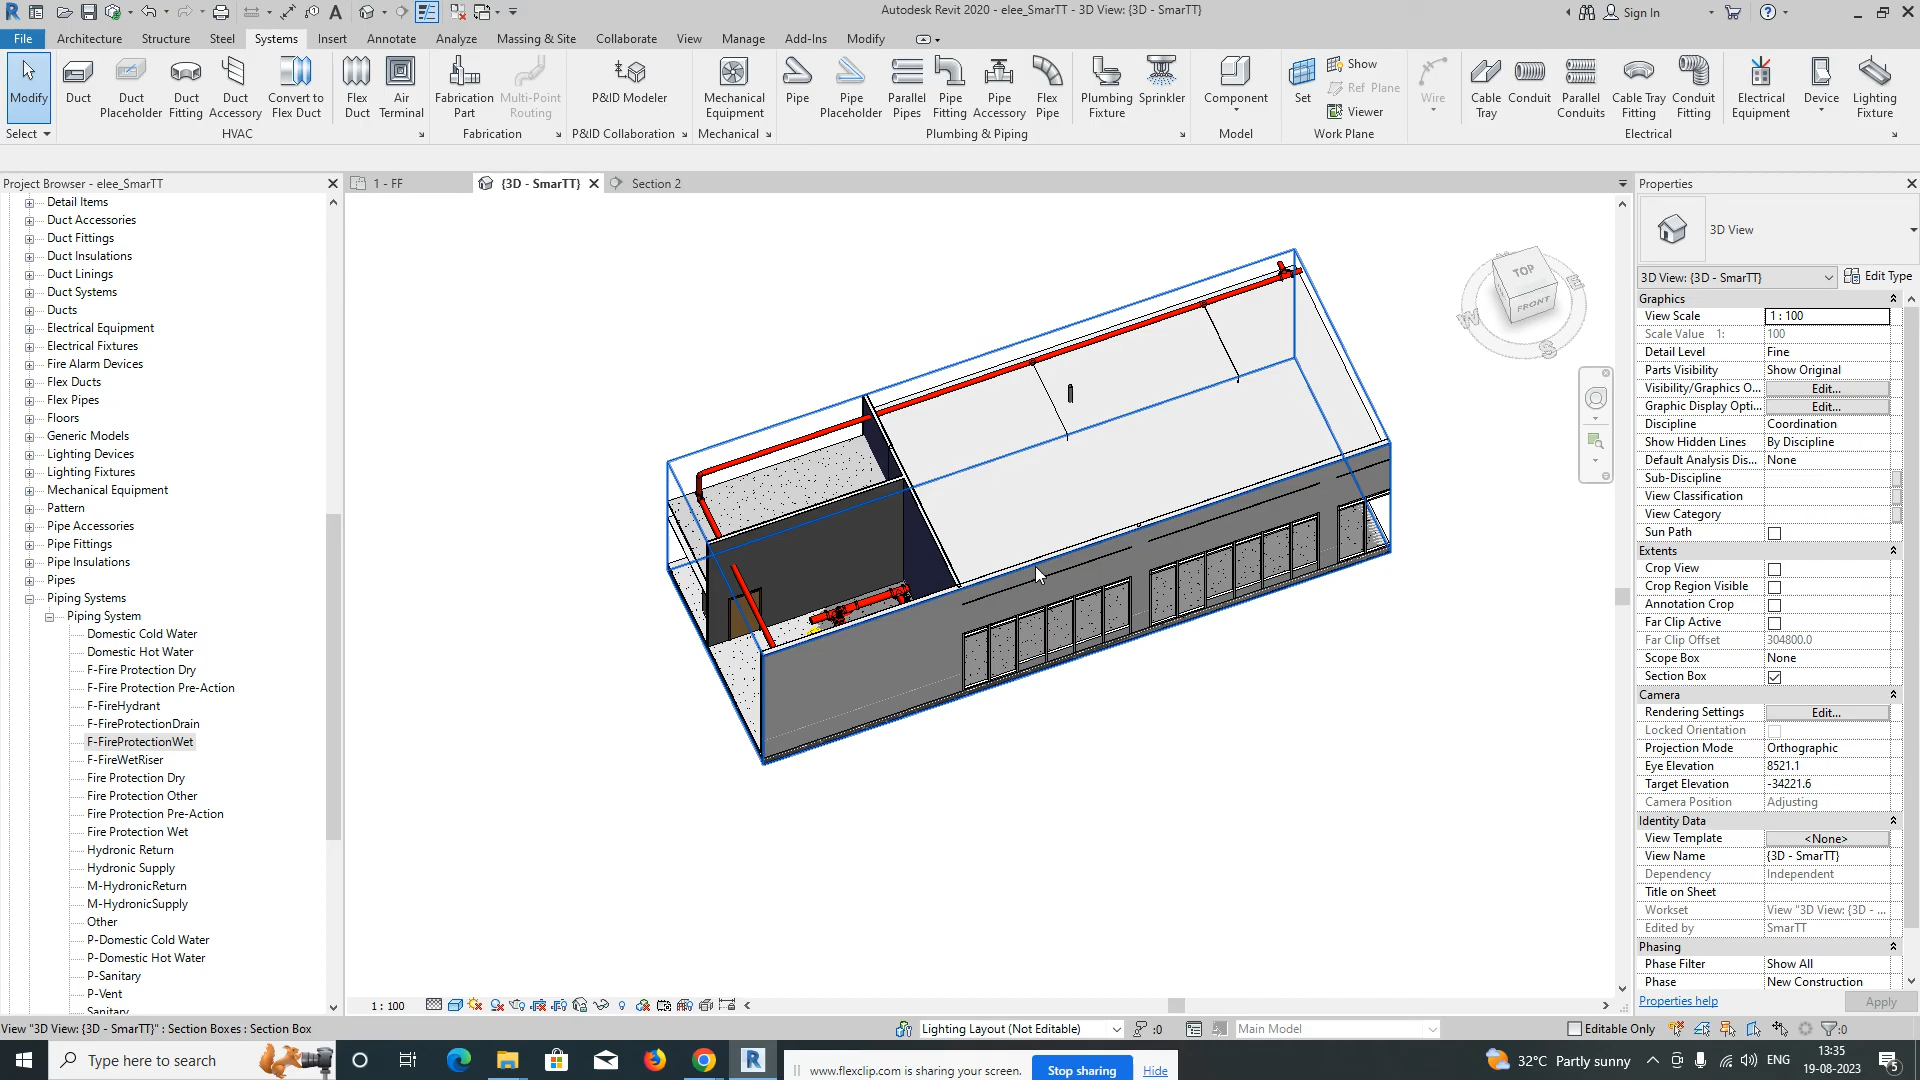 Autodesk Revit 2020 - elee_SmarTT - 3D View: {3D - SmarTT}
Sign In
File Architecture Structure Steel Systems Insert Annotate Analyze Massing & Site Collaborate View Manage Add-Ins Modify
Modify
Duct
Duct Placeholder
Duct Fitting
Duct Accessory
Convert to Flex Duct
Flex Duct
Air Terminal
Fabrication Part
Multi-Point Routing
P&ID Modeler
Mechanical Equipment
Pipe
Pipe Placeholder
Parallel Pipes
Pipe Fitting
Pipe Accessory
Flex Pipe
Plumbing Fixture
Sprinkler
Component
Set
Show
Ref Plane
Viewer
Wire
Cable Tray
Conduit
Parallel Conduits
Cable Tray Fitting
Conduit Fitting
Electrical Equipment
Device
Lighting Fixture
Select HVAC Fabrication P&ID Collaboration Mechanical Plumbing & Piping Model Work Plane Electrical
Project Browser - elee_SmarTT
1 - FF
{3D - SmarTT}
Section 2
Detail Items
Duct Accessories
Duct Fittings
Duct Insulations
Duct Linings
Duct Systems
Ducts
Electrical Equipment
Electrical Fixtures
Fire Alarm Devices
Flex Ducts
Flex Pipes
Floors
Generic Models
Lighting Devices
Lighting Fixtures
Mechanical Equipment
Pattern
Pipe Accessories
Pipe Fittings
Pipe Insulations
Pipes
Piping Systems
Piping System
Domestic Cold Water
Domestic Hot Water
F-Fire Protection Dry
F-Fire Protection Pre-Action
F-FireHydrant
F-FireProtectionDrain
F-FireProtectionWet
F-FireWetRiser
Fire Protection Dry
Fire Protection Other
Fire Protection Pre-Action
Fire Protection Wet
Hydronic Return
Hydronic Supply
M-HydronicReturn
M-HydronicSupply
Other
P-Domestic Cold Water
P-Domestic Hot Water
P-Sanitary
P-Vent
Sanitary
TOP
FRONT
W
S
E
Properties
3D View
3D View: {3D - SmarTT}
Edit Type
Graphics
View Scale 1 : 100
Scale Value 1: 100
Detail Level Fine
Parts Visibility Show Original
Visibility/Graphics O... Edit...
Graphic Display Opti... Edit...
Discipline Coordination
Show Hidden Lines By Discipline
Default Analysis Dis... None
Sub-Discipline
View Classification
View Category
Sun Path
Extents
Crop View
Crop Region Visible
Annotation Crop
Far Clip Active
Far Clip Offset 304800.0
Scope Box None
Section Box
Camera
Rendering Settings Edit...
Locked Orientation
Projection Mode Orthographic
Eye Elevation 8521.1
Target Elevation -34221.6
Camera Position Adjusting
Identity Data
View Template <None>
View Name {3D - SmarTT}
Dependency Independent
Title on Sheet
Workset View "3D View: {3D - ...
Edited by SmarTT
Phasing
Phase Filter Show All
Phase New Construction
Properties help
Apply
1 : 100
View "3D View: {3D - SmarTT}" : Section Boxes : Section Box
Lighting Layout (Not Editable)
:0
Main Model
Editable Only
:0
Type here to search
www.flexclip.com is sharing your screen.
Stop sharing
Hide
32°C Partly sunny
ENG
13:35
19-08-2023
5